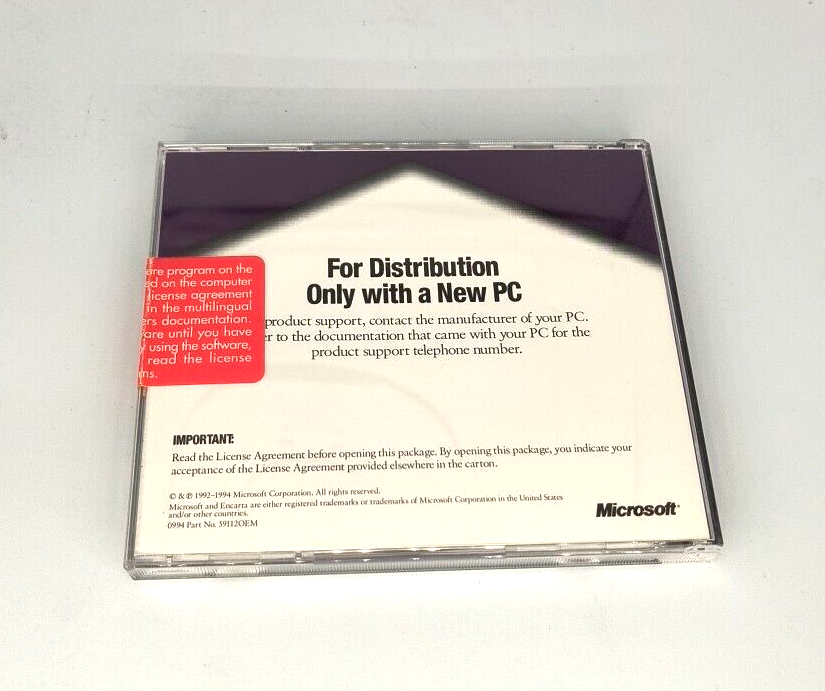 are program on the
ed on the computer
license agreement
in the multilingual
ers documentation.
are until you have
y using the software,
read the license
ms.
For Distribution
Only with a New PC
product support, contact the manufacturer of your PC.
er to the documentation that came with your PC for the
product support telephone number.
IMPORTANT:
Read the License Agreement before opening this package. By opening this package, you indicate your
acceptance of the License Agreement provided elsewhere in the carton.
© & ℗ 1992–1994 Microsoft Corporation. All rights reserved.
Microsoft and Encarta are either registered trademarks or trademarks of Microsoft Corporation in the United States
and/or other countries.
0994 Part No. 59112OEM
Microsoft®